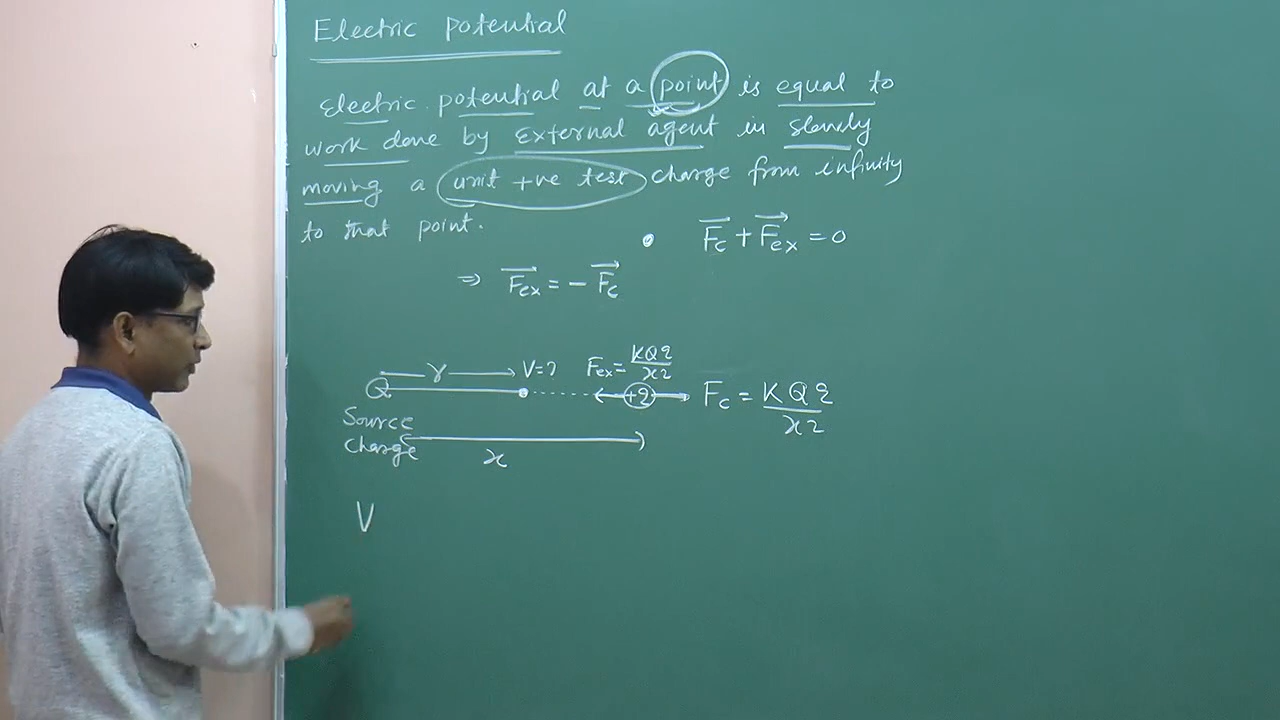 Electric potential
Electric potential at a point is equal to
work done by External agent in slowly
moving a unit +ve test charge from infinity
to that point.
F⃗c + F⃗ex = 0
⇒ F⃗ex = − F⃗c
r V=? Fex = KQq/x2
Q +q Fc = KQq/x2
Source
Charge
x
V